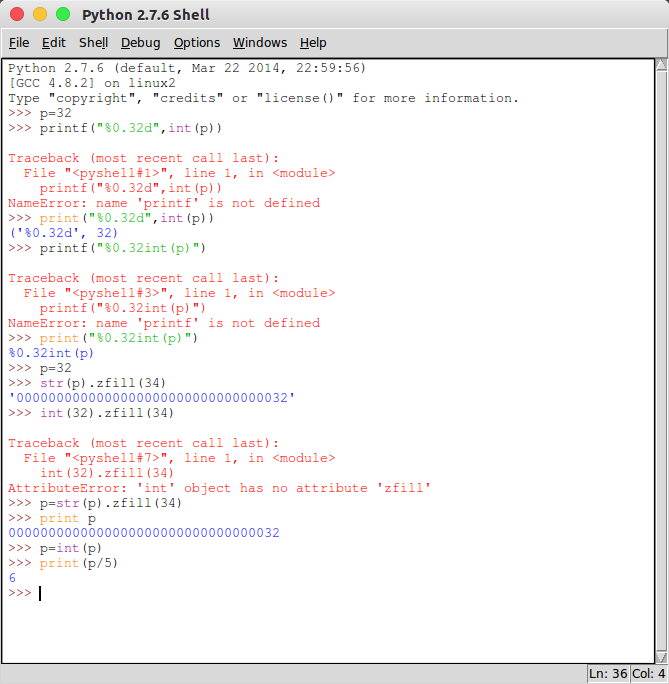 Python 2.7.6 Shell
File Edit Shell Debug Options Windows Help
Python 2.7.6 (default, Mar 22 2014, 22:59:56)
[GCC 4.8.2] on linux2
Type "copyright", "credits" or "license()" for more information.
>>> p=32
>>> printf("%0.32d",int(p))
Traceback (most recent call last):
  File "<pyshell#1>", line 1, in <module>
    printf("%0.32d",int(p))
NameError: name 'printf' is not defined
>>> print("%0.32d",int(p))
('%0.32d', 32)
>>> printf("%0.32int(p)")
Traceback (most recent call last):
  File "<pyshell#3>", line 1, in <module>
    printf("%0.32int(p)")
NameError: name 'printf' is not defined
>>> print("%0.32int(p)")
%0.32int(p)
>>> p=32
>>> str(p).zfill(34)
'0000000000000000000000000000000032'
>>> int(32).zfill(34)
Traceback (most recent call last):
  File "<pyshell#7>", line 1, in <module>
    int(32).zfill(34)
AttributeError: 'int' object has no attribute 'zfill'
>>> p=str(p).zfill(34)
>>> print p
0000000000000000000000000000000032
>>> p=int(p)
>>> print(p/5)
6
>>>
Ln: 36 Col: 4